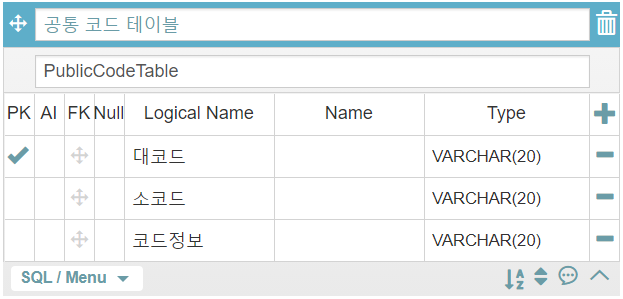 공통 코드 테이블
PublicCodeTable
PK AI FK Null Logical Name Name Type
대코드 VARCHAR(20)
소코드 VARCHAR(20)
코드정보 VARCHAR(20)
SQL / Menu